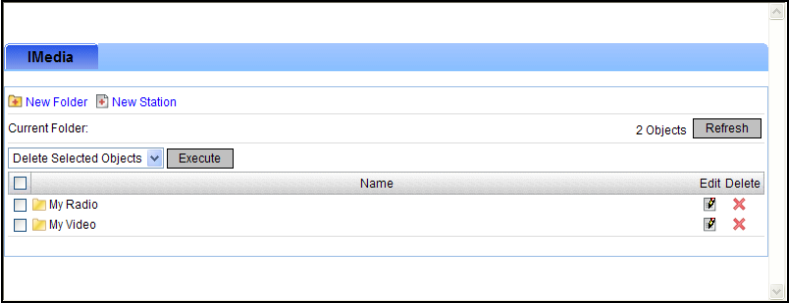 IMedia
New Folder New Station
Current Folder: 2 Objects Refresh
Delete Selected Objects Execute
Name Edit Delete
My Radio
My Video